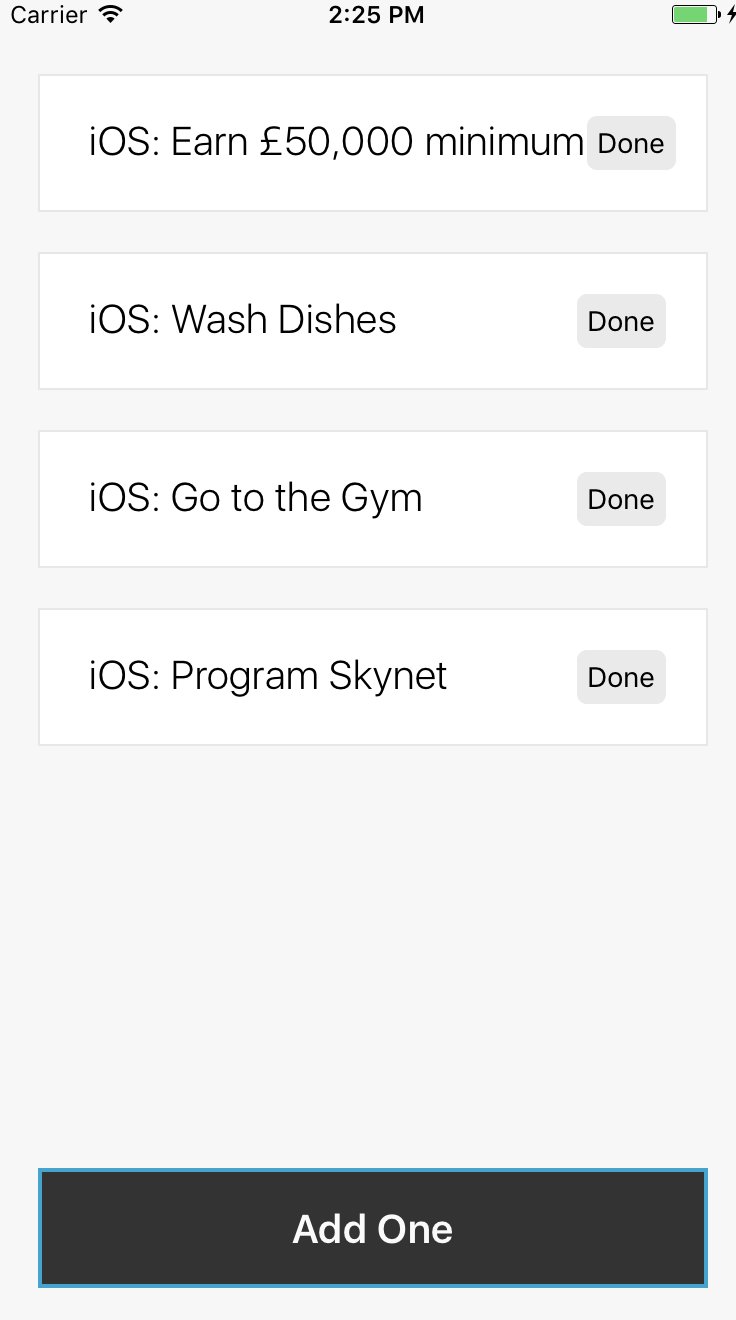 Carrier 2:25 PM
iOS: Earn £50,000 minimum Done
iOS: Wash Dishes Done
iOS: Go to the Gym Done
iOS: Program Skynet Done
Add One